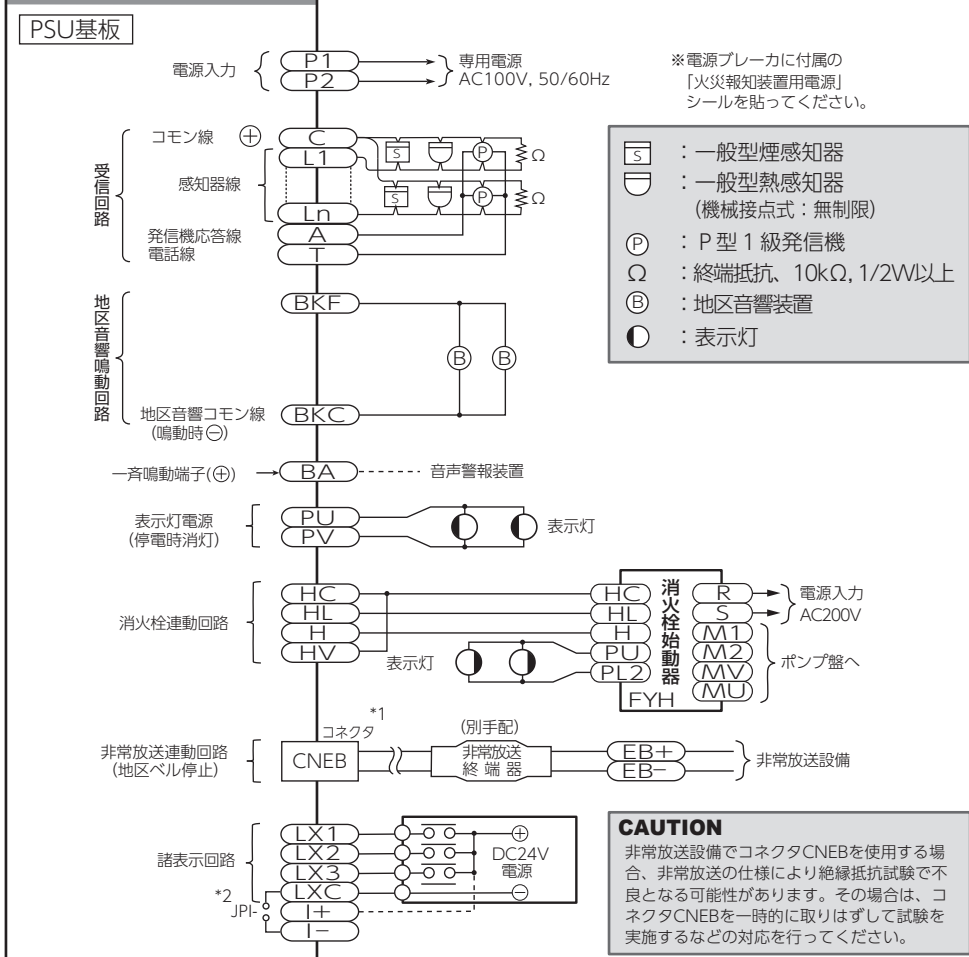 PSU基板
電源入力
P1
P2
専用電源
AC100V, 50/60Hz
※電源ブレーカに付属の
「火災報知装置用電源」
シールを貼ってください。
受信回路
コモン線 ⊕
C
感知器線
L1
Ln
発信機応答線
A
電話線
T
S
P
Ω
S
P
Ω
S :一般型煙感知器
:一般型熱感知器
(機械接点式:無制限)
P :P型1級発信機
Ω :終端抵抗、10kΩ, 1/2W以上
B :地区音響装置
:表示灯
地区音響鳴動回路
BKF
B
B
地区音響コモン線
(鳴動時⊖)
BKC
一斉鳴動端子(⊕)
BA
音声警報装置
表示灯電源
(停電時消灯)
PU
PV
表示灯
消火栓連動回路
HC
HL
H
HV
表示灯
HC
HL
H
PU
PL2
消火栓始動器
FYH
R
S
M1
M2
MV
MU
電源入力
AC200V
ポンプ盤へ
非常放送連動回路
(地区ベル停止)
*1
コネクタ
CNEB
(別手配)
非常放送
終端器
EB+
EB-
非常放送設備
諸表示回路
LX1
LX2
LX3
LXC
I+
I-
*2
JPI-
⊕
DC24V
電源
⊖
CAUTION
非常放送設備でコネクタCNEBを使用する場
合、非常放送の仕様により絶縁抵抗試験で不
良となる可能性があります。その場合は、コ
ネクタCNEBを一時的に取りはずして試験を
実施するなどの対応を行ってください。